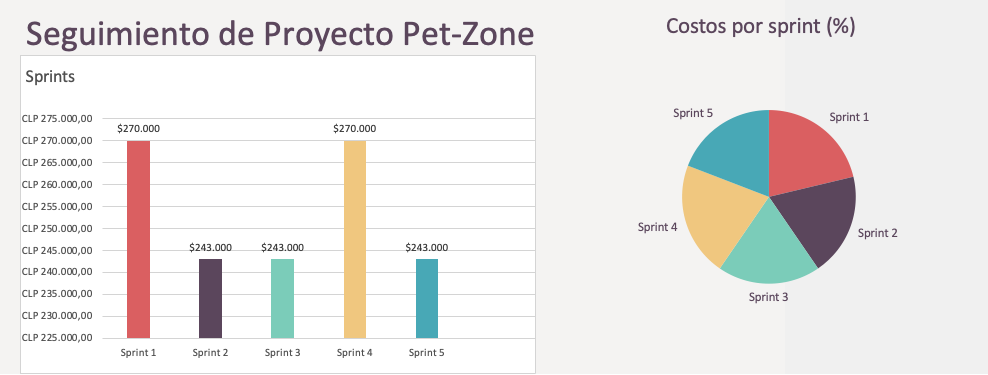 Seguimiento de Proyecto Pet-Zone
Sprints
CLP 275.000,00
CLP 270.000,00
CLP 265.000,00
CLP 260.000,00
CLP 255.000,00
CLP 250.000,00
CLP 245.000,00
CLP 240.000,00
CLP 235.000,00
CLP 230.000,00
CLP 225.000,00
$270.000
$243.000
$243.000
$270.000
$243.000
Sprint 1
Sprint 2
Sprint 3
Sprint 4
Sprint 5
Costos por sprint (%)
Sprint 1
Sprint 2
Sprint 3
Sprint 4
Sprint 5